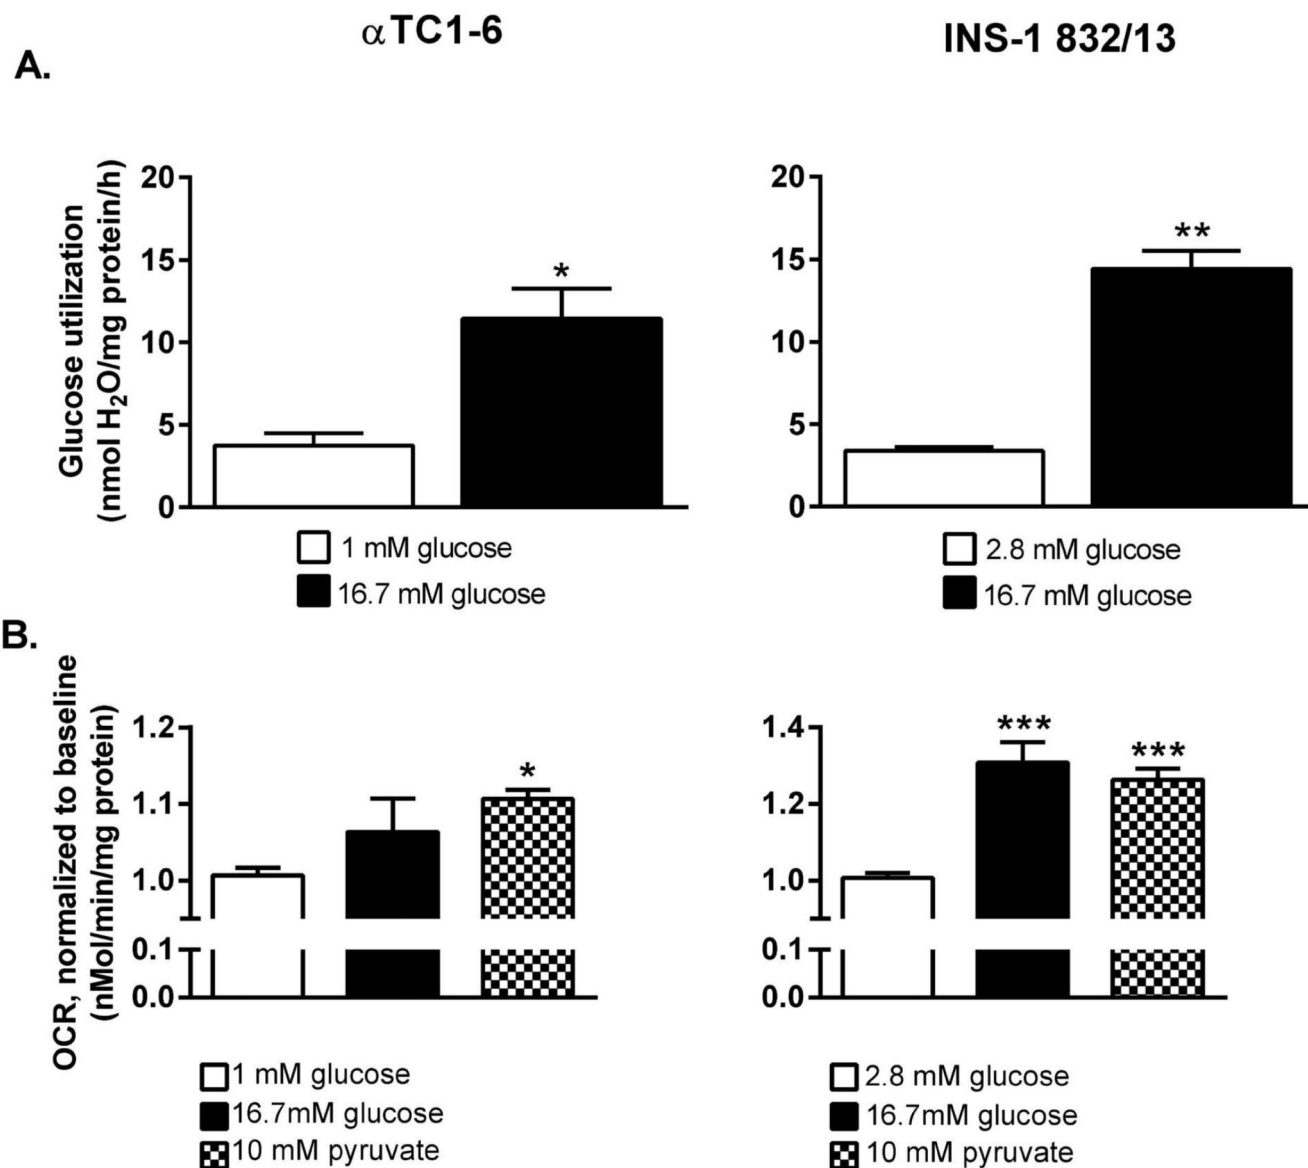 αTC1-6
INS-1 832/13
A.
Glucose utilization
(nmol H₂O/mg protein/h)
20
15
10
5
0
*
1 mM glucose
16.7 mM glucose
20
15
10
5
0
**
2.8 mM glucose
16.7 mM glucose
B.
OCR, normalized to baseline
(nMol/min/mg protein)
1.2
1.1
1.0
0.1
0.0
*
1 mM glucose
16.7mM glucose
10 mM pyruvate
1.4
1.2
1.0
0.1
0.0
***
***
2.8 mM glucose
16.7mM glucose
10 mM pyruvate